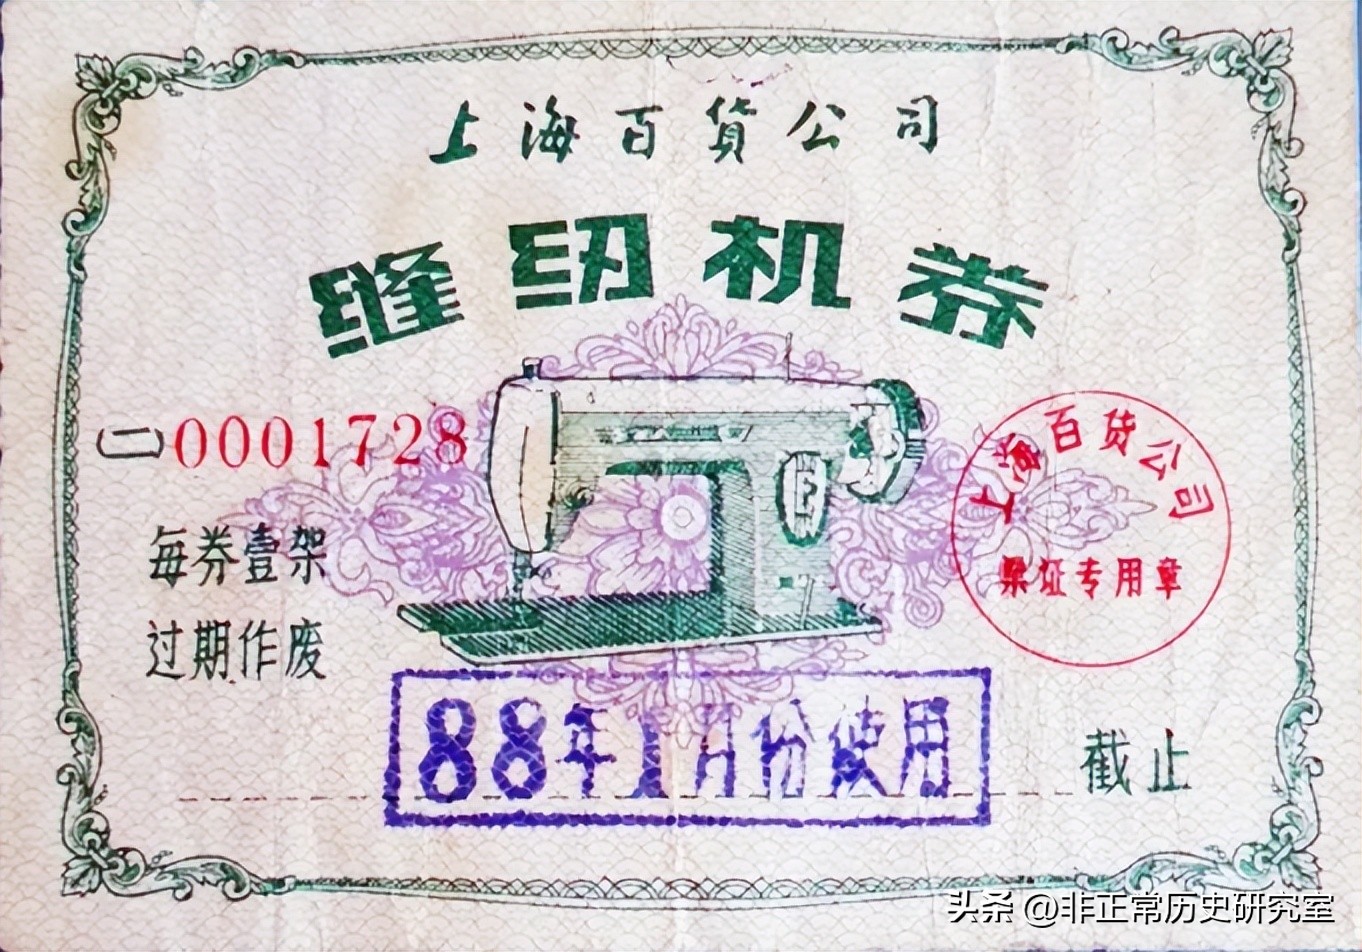 上海百货公司
缝纫机券
(二)0001728
每券壹架
过期作废
上海百货公司
票证专用章
88年1月份使用
截止
头条 @非正常历史研究室